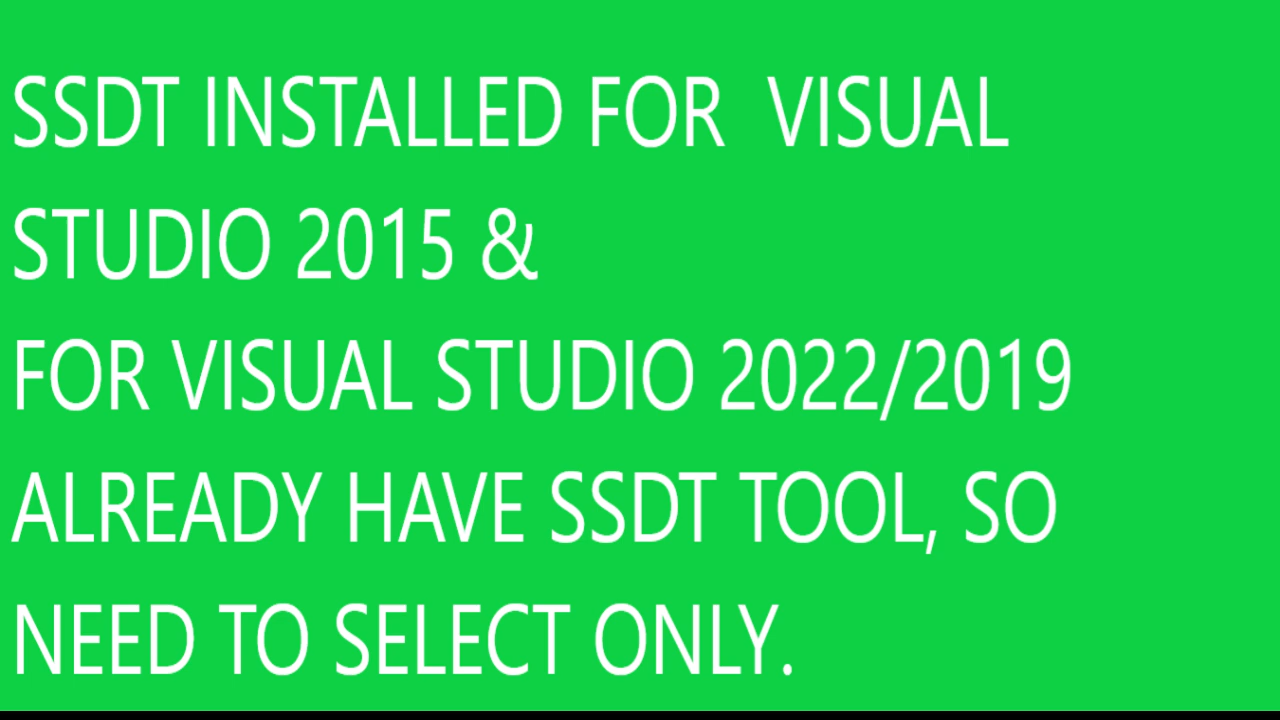 SSDT INSTALLED FOR  VISUAL
STUDIO 2015 &
FOR VISUAL STUDIO 2022/2019
ALREADY HAVE SSDT TOOL, SO
NEED TO SELECT ONLY.